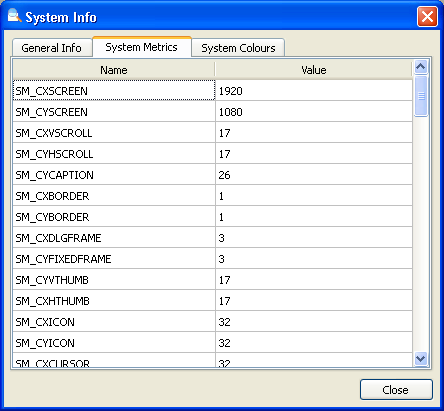 System Info
General Info System Metrics System Colours
Name Value
SM_CXSCREEN 1920
SM_CYSCREEN 1080
SM_CXVSCROLL 17
SM_CYHSCROLL 17
SM_CYCAPTION 26
SM_CXBORDER 1
SM_CYBORDER 1
SM_CXDLGFRAME 3
SM_CYFIXEDFRAME 3
SM_CYVTHUMB 17
SM_CXHTHUMB 17
SM_CXICON 32
SM_CYICON 32
SM_CXCURSOR 32
Close